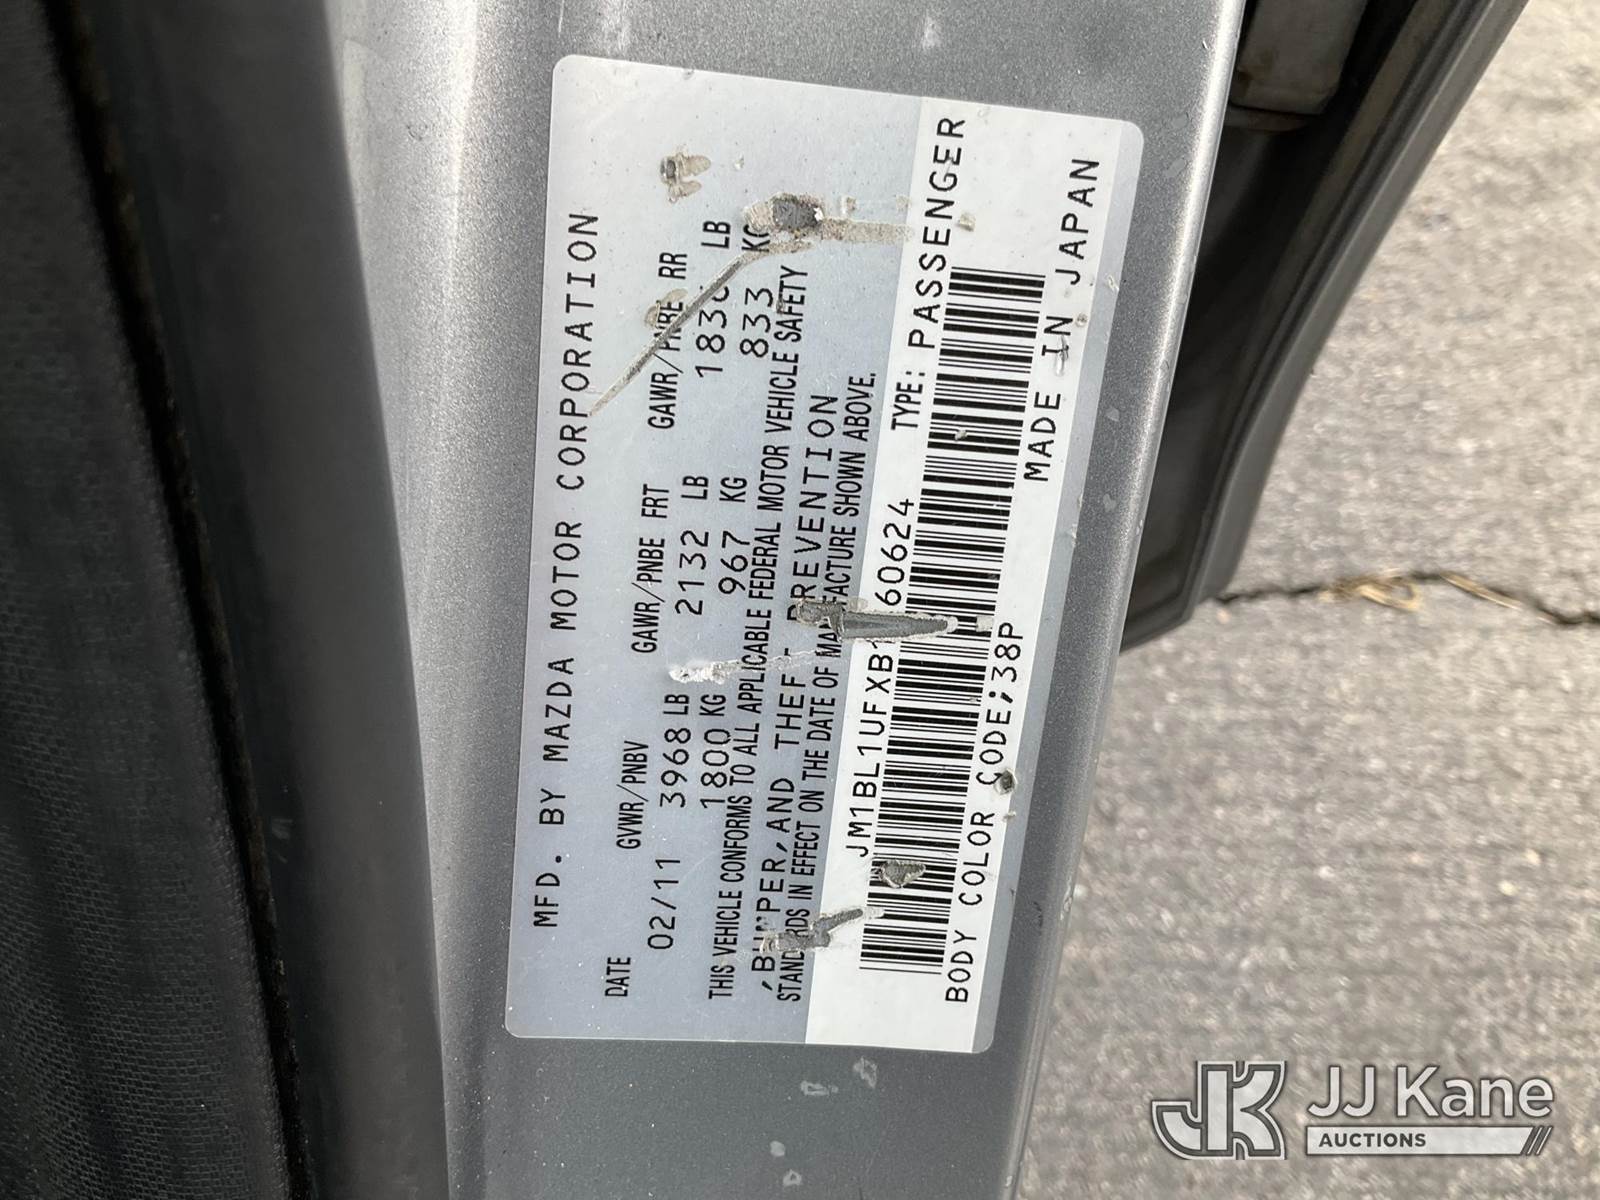 MFD. BY MAZDA MOTOR CORPORATION
DATE GVWR/PNBV GAWR/PNBE FRT GAWR/PNBE RR
02/11 3968 LB 2132 LB LB
1800 KG 967 KG 833 KG
THIS VEHICLE CONFORMS TO ALL APPLICABLE FEDERAL MOTOR VEHICLE SAFETY
,BUMPER,AND THEFT PREVENTION
STANDARDS IN EFFECT ON THE DATE OF MANUFACTURE SHOWN ABOVE.
TYPE: PASSENGER
BODY COLOR CODE;38P MADE IN JAPAN
JJ Kane
AUCTIONS